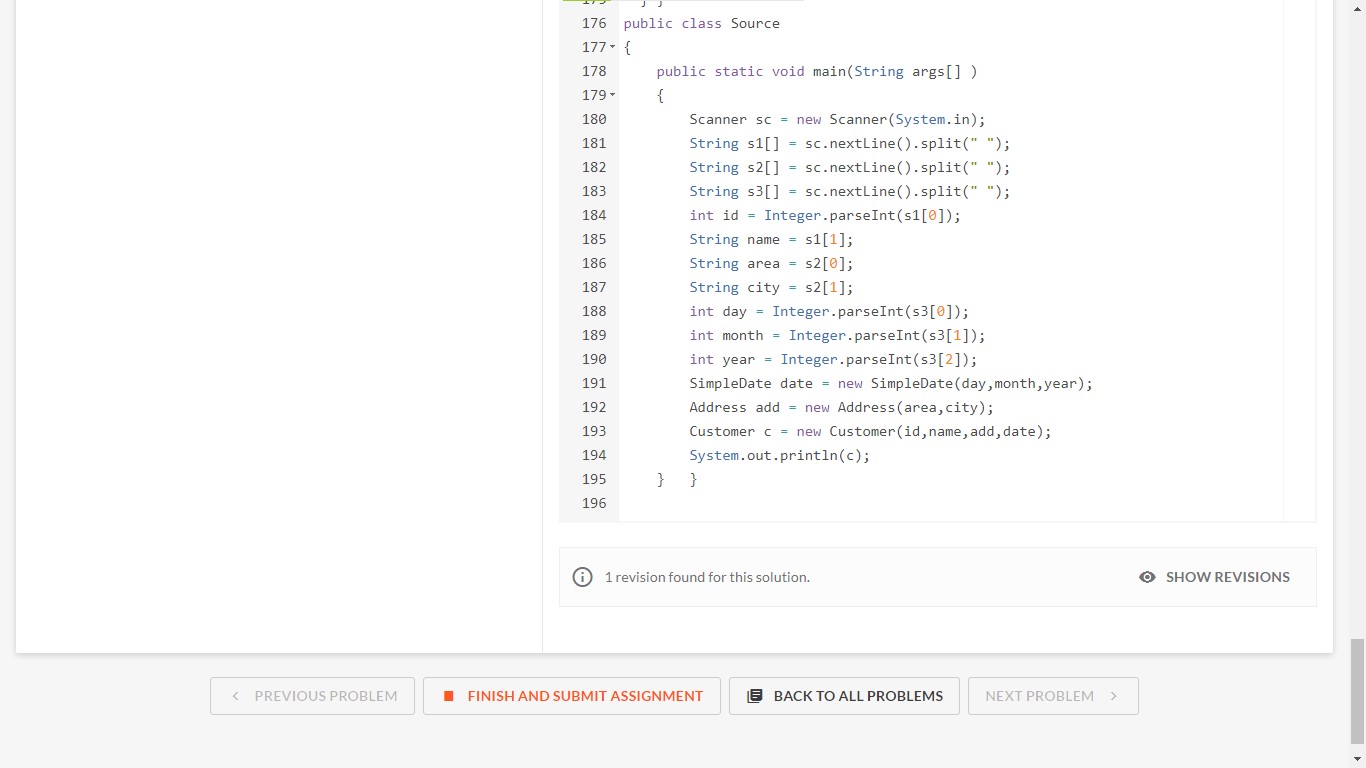 175 } }
176 public class Source
177 {
178 public static void main(String args[] )
179 {
180 Scanner sc = new Scanner(System.in);
181 String s1[] = sc.nextLine().split(" ");
182 String s2[] = sc.nextLine().split(" ");
183 String s3[] = sc.nextLine().split(" ");
184 int id = Integer.parseInt(s1[0]);
185 String name = s1[1];
186 String area = s2[0];
187 String city = s2[1];
188 int day = Integer.parseInt(s3[0]);
189 int month = Integer.parseInt(s3[1]);
190 int year = Integer.parseInt(s3[2]);
191 SimpleDate date = new SimpleDate(day,month,year);
192 Address add = new Address(area,city);
193 Customer c = new Customer(id,name,add,date);
194 System.out.println(c);
195 } }
196
1 revision found for this solution. SHOW REVISIONS
PREVIOUS PROBLEM FINISH AND SUBMIT ASSIGNMENT BACK TO ALL PROBLEMS NEXT PROBLEM